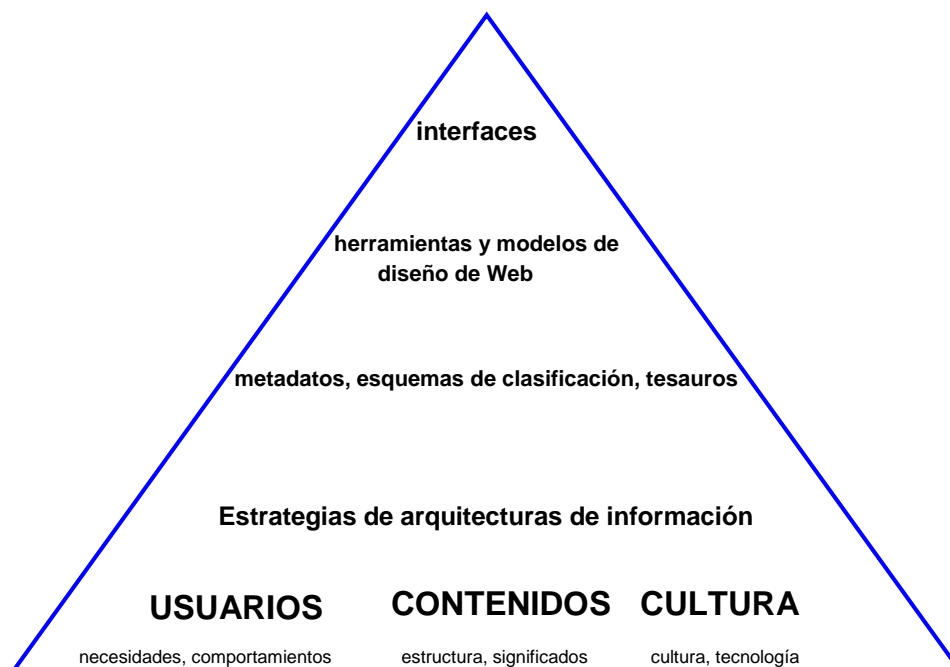 interfaces
herramientas y modelos de
diseño de Web
metadatos, esquemas de clasificación, tesauros
Estrategias de arquitecturas de información
USUARIOS CONTENIDOS CULTURA
necesidades, comportamientos estructura, significados cultura, tecnología